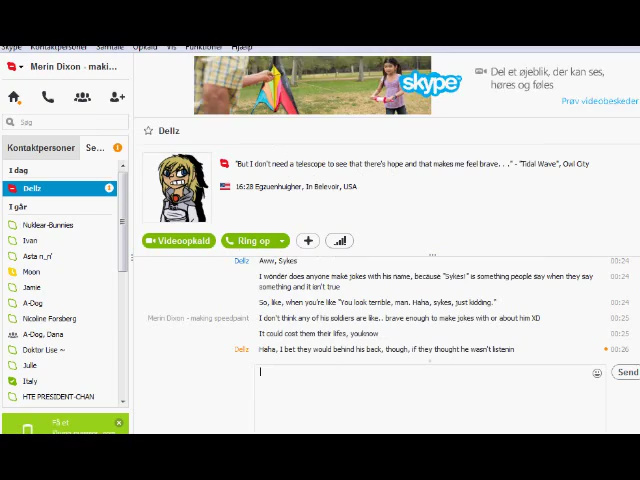 Skype Kontaktpersoner Samtale Opkald Vis Funktioner Hjælp
Merin Dixon - maki...
skype
Del et øjeblik, der kan ses,
høres og føles
Prøv videobeskeder
Søg
Kontaktpersoner Se... 1
I dag
Dellz 1
I går
Nuklear-Bunnies
Ivan
Asta n_n'
Moon
Jamie
A-Dog
Nicoline Forsberg
A-Dog, Dana
Doktor Lise ~
Julle
Italy
HTE PRESIDENT-CHAN
Få et
Dellz
"But I don't need a telescope to see that there's hope and that makes me feel brave. . ." - "Tidal Wave", Owl City
16:28 Egzuenhuigher, In Belevoir, USA
Videoopkald Ring op
Dellz Aww, Sykes 00:24
I wonder does anyone make jokes with his name, because "Sykes!" is something people say when they say 00:24
something and it isn't true
So, like, when you're like "You look terrible, man. Haha, sykes, just kidding." 00:24
Merin Dixon - making speedpaint I don't think any of his soldiers are like.. brave enough to make jokes with or about him XD 00:25
It could cost them their lifes, youknow 00:25
Dellz Haha, I bet they would behind his back, though, if they thought he wasn't listenin 00:26
Send